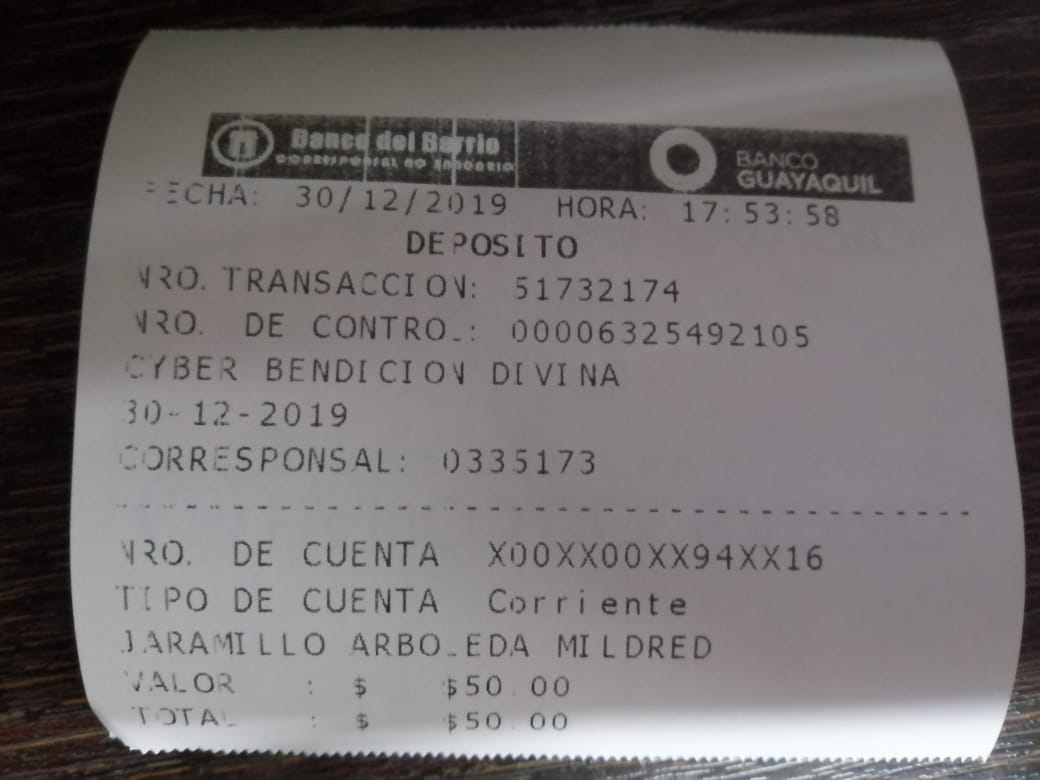 Banco del Barrio
CORRESPONSAL NO BANCARIO
BANCO
GUAYAQUIL
FECHA: 30/12/2019 HORA: 17:53:58
DEPOSITO
NRO. TRANSACCION: 51732174
NRO. DE CONTROL: 00006325492105
CYBER BENDICION DIVINA
30-12-2019
CORRESPONSAL: 0335173
NRO. DE CUENTA X00XX00XX94XX16
TIPO DE CUENTA Corriente
JARAMILLO ARBOLEDA MILDRED
VALOR : $ $50.00
TOTAL : $ $50.00